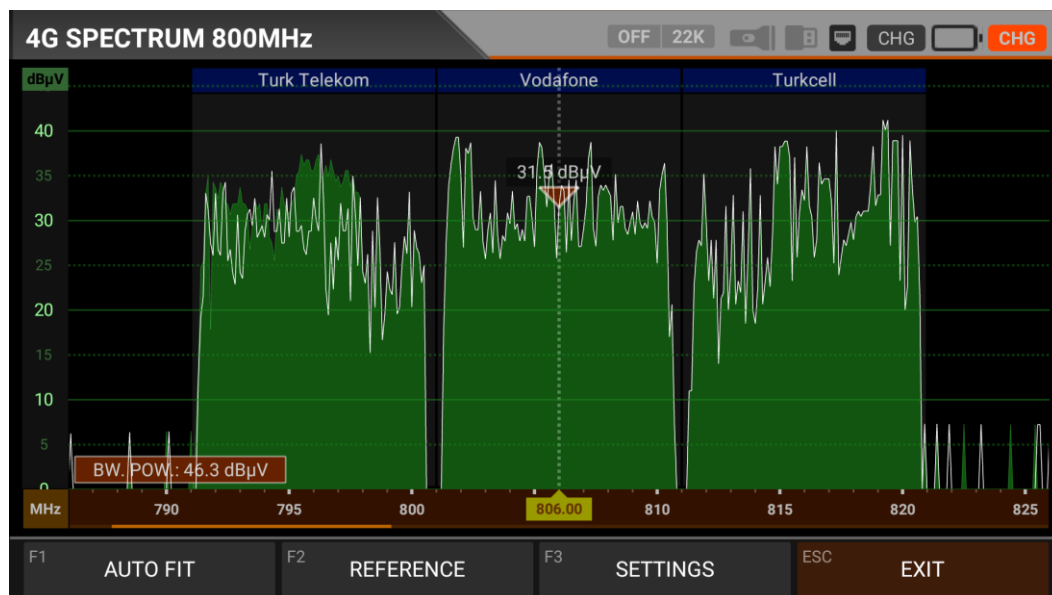 4G SPECTRUM 800MHz
OFF 22K CHG CHG
dBµV Turk Telekom Vodafone Turkcell
40
35
31.5 dBµV
30
25
20
15
10
5
BW. POW.: 46.3 dBµV
0
MHz 790 795 800 806.00 810 815 820 825
F1 AUTO FIT F2 REFERENCE F3 SETTINGS ESC EXIT